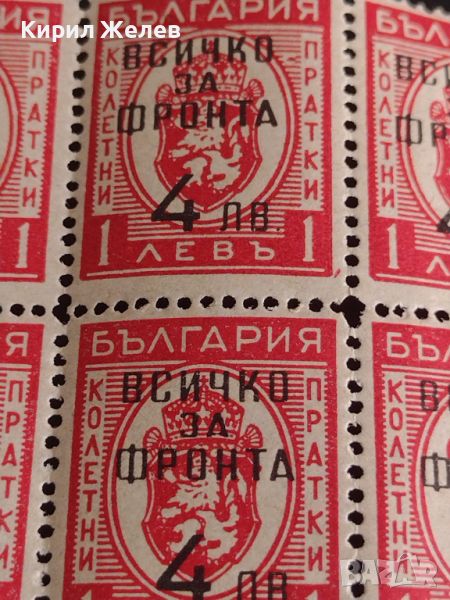 Кирил Желев
БЪЛГАРИЯ
КОЛЕТНИ
ПРАТКИ
ВСИЧКО
ЗА
ФРОНТА
4 ЛВ.
1 ЛЕВЪ 1
БЪЛГАРИЯ
КОЛЕТНИ
ПРАТКИ
ВСИЧКО
ЗА
ФРОНТА
4 ЛВ.
BAZAR